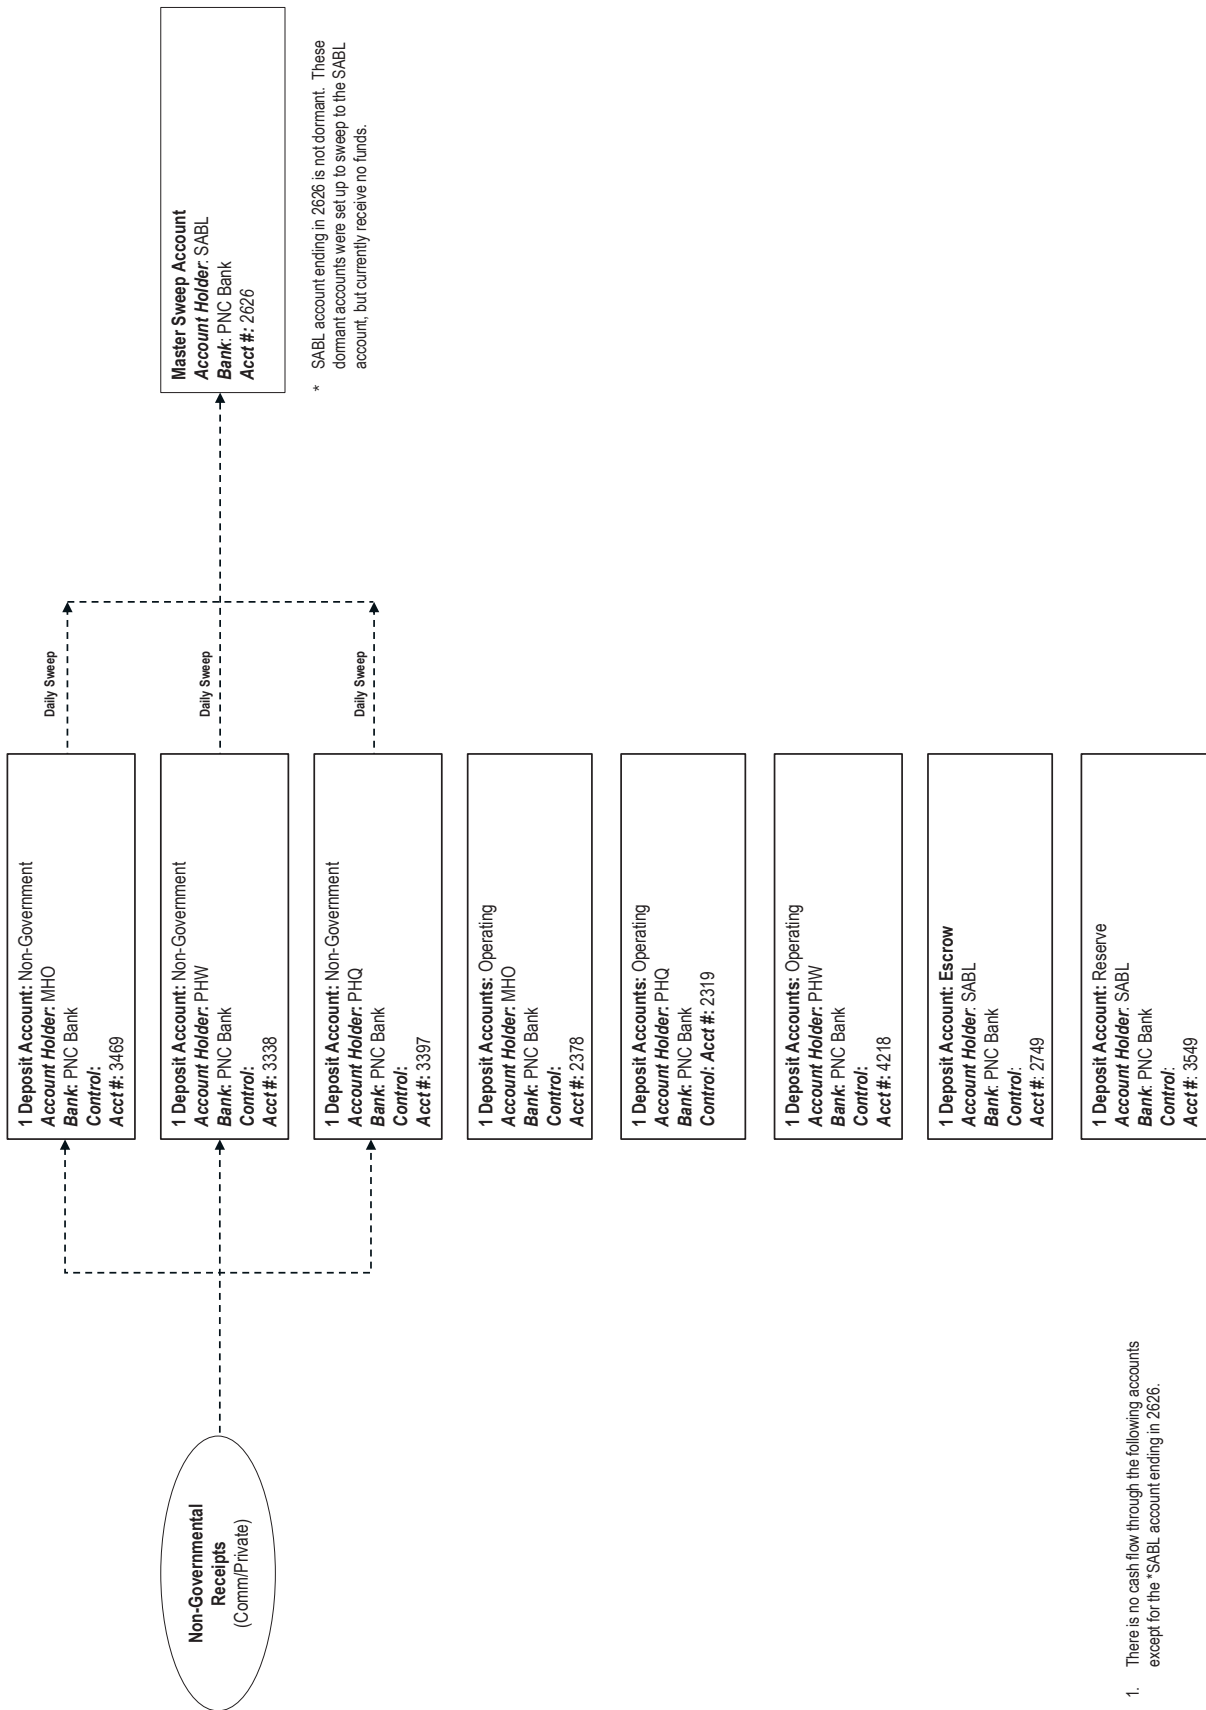 Non-Governmental
Receipts
(Comm/Private)
1 Deposit Account: Non-Government
Account Holder: MHO
Bank: PNC Bank
Control:
Acct #: 3469
1 Deposit Account: Non-Government
Account Holder: PHW
Bank: PNC Bank
Control:
Acct #: 3338
1 Deposit Account: Non-Government
Account Holder: PHQ
Bank: PNC Bank
Control:
Acct #: 3397
1 Deposit Accounts: Operating
Account Holder: MHO
Bank: PNC Bank
Control:
Acct #: 2378
1 Deposit Accounts: Operating
Account Holder: PHQ
Bank: PNC Bank
Control: Acct #: 2319
1 Deposit Accounts: Operating
Account Holder: PHW
Bank: PNC Bank
Control:
Acct #: 4218
1 Deposit Account: Escrow
Account Holder: SABL
Bank: PNC Bank
Control:
Acct #: 2749
1 Deposit Account: Reserve
Account Holder: SABL
Bank: PNC Bank
Control:
Acct #: 3549
Daily Sweep
Daily Sweep
Daily Sweep
Master Sweep Account
Account Holder: SABL
Bank: PNC Bank
Acct #: 2626
* SABL account ending in 2626 is not dormant. These
dormant accounts were set up to sweep to the SABL
account, but currently receive no funds.
1. There is no cash flow through the following accounts
except for the *SABL account ending in 2626.